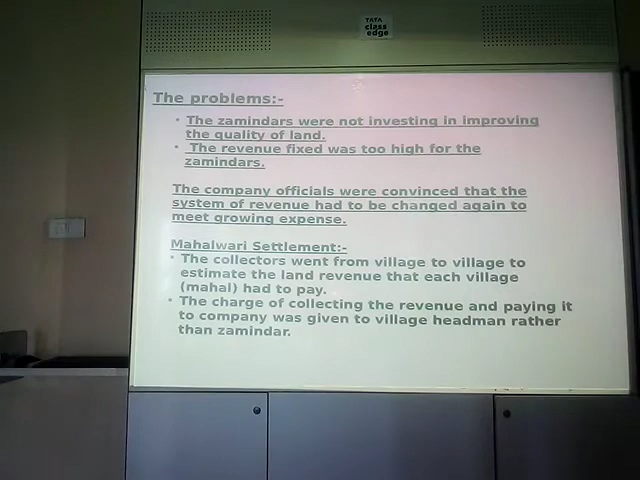 TATA
class
edge
The problems:-
• The zamindars were not investing in improving
the quality of land.
• The revenue fixed was too high for the
zamindars.
The company officials were convinced that the
system of revenue had to be changed again to
meet growing expense.
Mahalwari Settlement:-
• The collectors went from village to village to
estimate the land revenue that each village
(mahal) had to pay.
• The charge of collecting the revenue and paying it
to company was given to village headman rather
than zamindar.